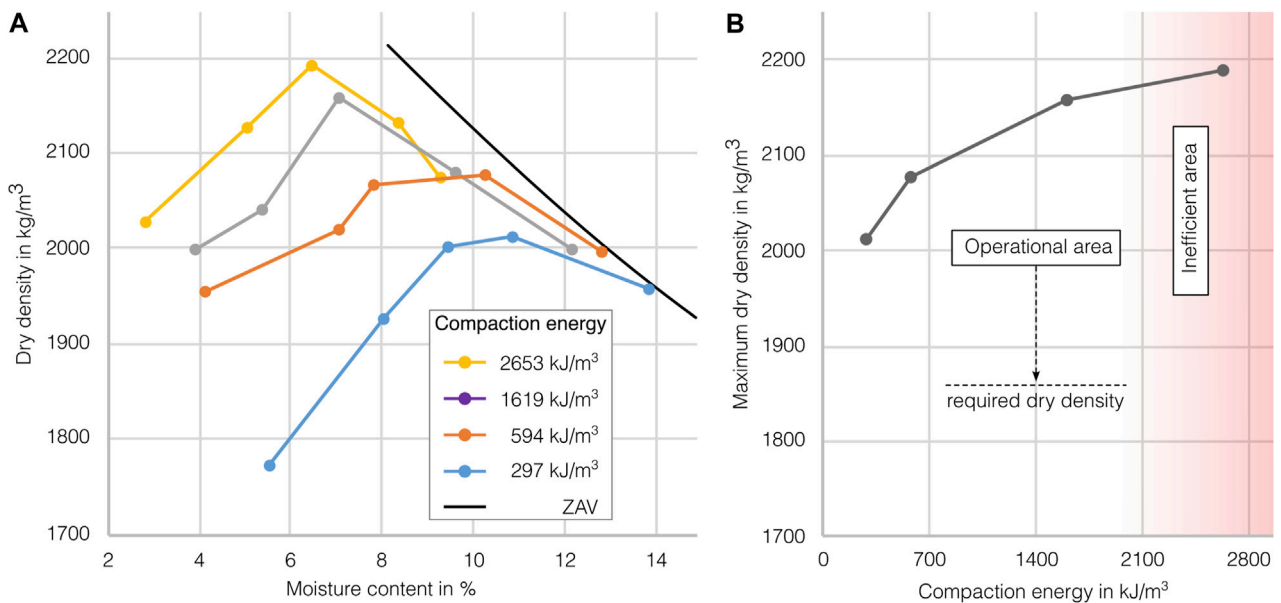 A
Dry density in kg/m³
2200
2100
2000
1900
1800
1700
2
4
6
8
10
12
14
Moisture content in %
Compaction energy
2653 kJ/m³
1619 kJ/m³
594 kJ/m³
297 kJ/m³
ZAV
B
Maximum dry density in kg/m³
2200
2100
2000
1900
1800
1700
0
700
1400
2100
2800
Compaction energy in kJ/m³
Operational area
required dry density
Inefficient area